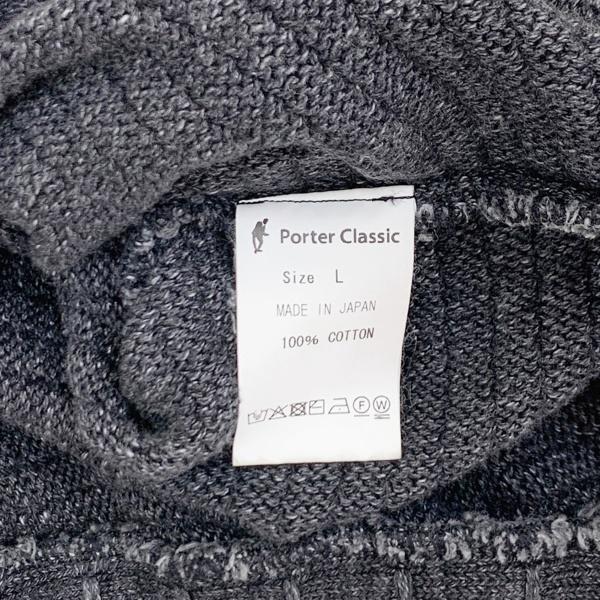 Porter Classic
Size L
MADE IN JAPAN
100% COTTON
F W